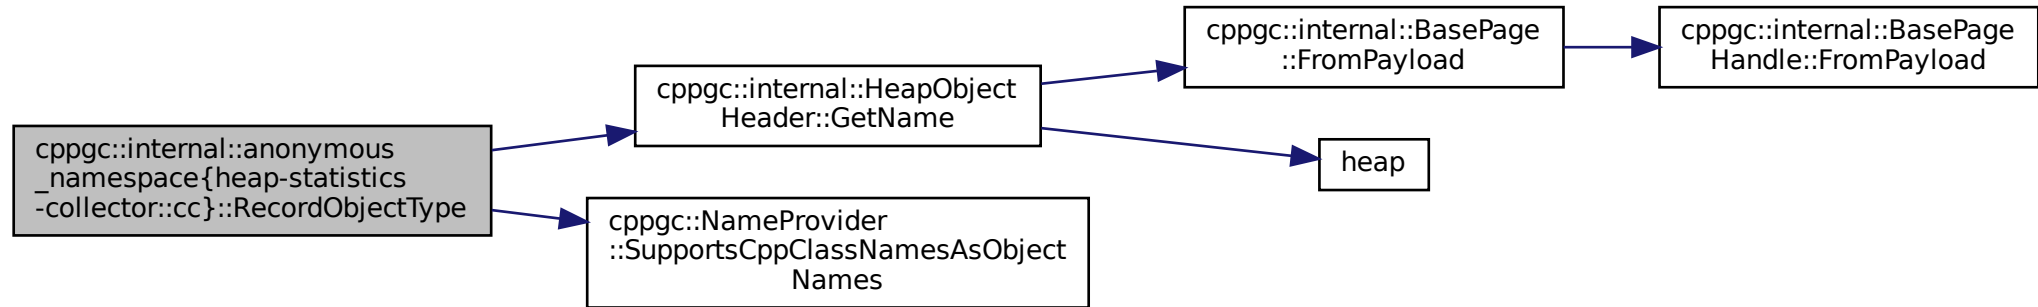 cppgc::internal::anonymous
_namespace{heap-statistics
-collector::cc}::RecordObjectType
cppgc::internal::HeapObject
Header::GetName
cppgc::internal::BasePage
::FromPayload
cppgc::internal::BasePage
Handle::FromPayload
heap
cppgc::NameProvider
::SupportsCppClassNamesAsObject
Names